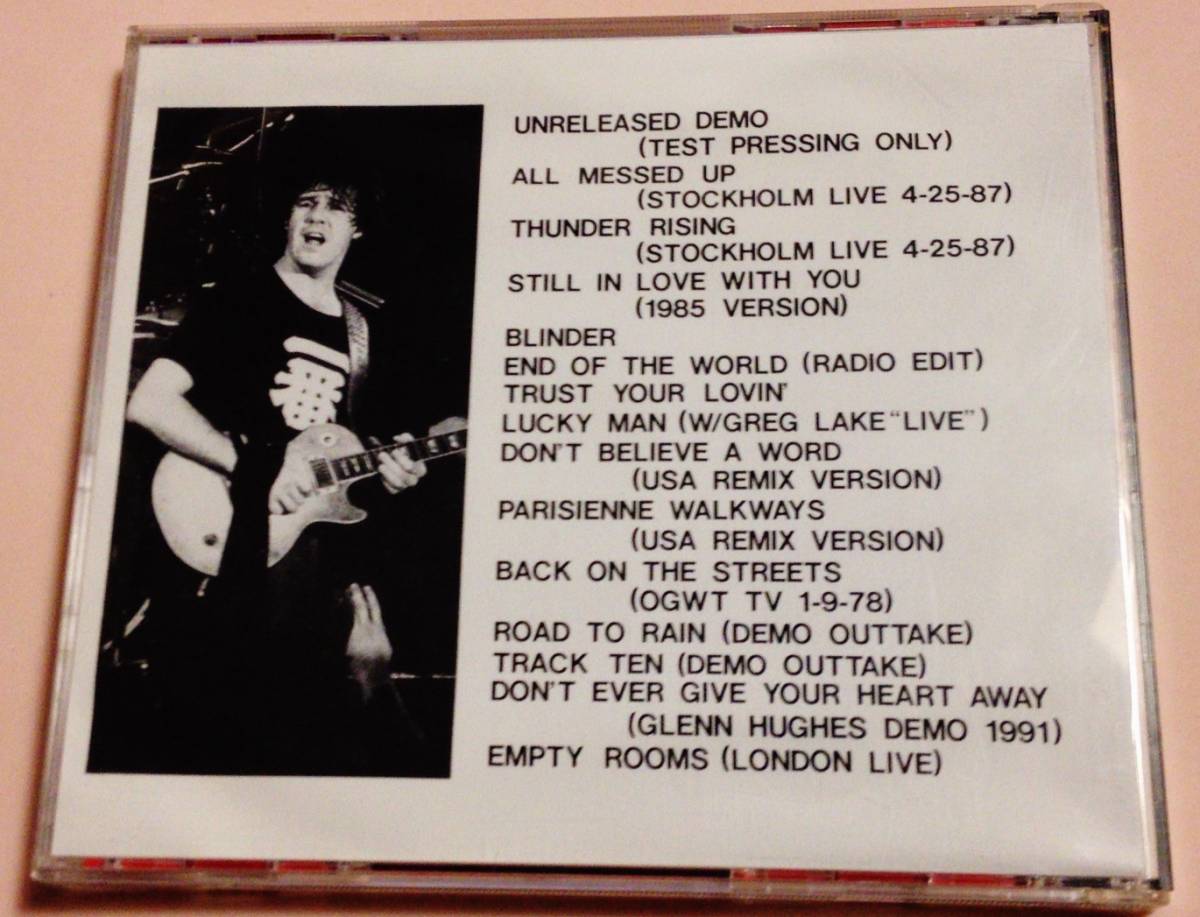 UNRELEASED DEMO
(TEST PRESSING ONLY)
ALL MESSED UP
(STOCKHOLM LIVE 4-25-87)
THUNDER RISING
(STOCKHOLM LIVE 4-25-87)
STILL IN LOVE WITH YOU
(1985 VERSION)
BLINDER
END OF THE WORLD (RADIO EDIT)
TRUST YOUR LOVIN'
LUCKY MAN (W/GREG LAKE "LIVE")
DON'T BELIEVE A WORD
(USA REMIX VERSION)
PARISIENNE WALKWAYS
(USA REMIX VERSION)
BACK ON THE STREETS
(OGWT TV 1-9-78)
ROAD TO RAIN (DEMO OUTTAKE)
TRACK TEN (DEMO OUTTAKE)
DON'T EVER GIVE YOUR HEART AWAY
(GLENN HUGHES DEMO 1991)
EMPTY ROOMS (LONDON LIVE)